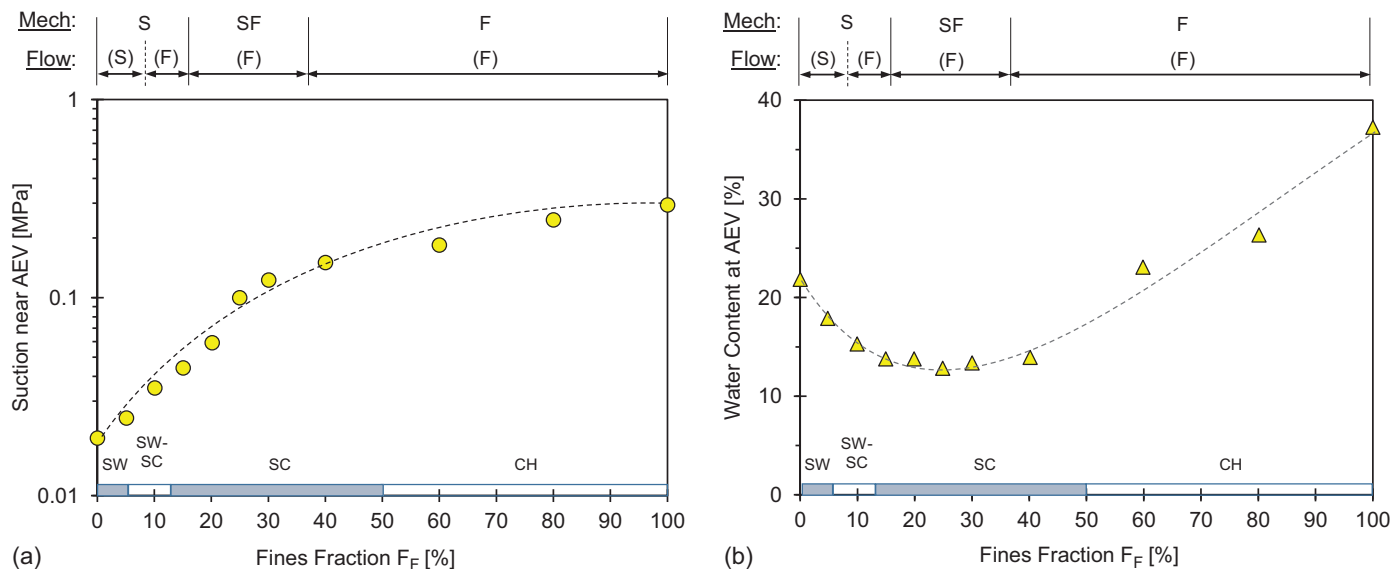 Mech: S SF F
Flow: (S) (F) (F) (F)
1
0.1
0.01
Suction near AEV [MPa]
SW
SW-
SC
SC
CH
0 10 20 30 40 50 60 70 80 90 100
(a)
Fines Fraction FF [%]
Mech: S SF F
Flow: (S) (F) (F) (F)
40
30
20
10
0
Water Content at AEV [%]
SW
SW-
SC
SC
CH
0 10 20 30 40 50 60 70 80 90 100
(b)
Fines Fraction FF [%]